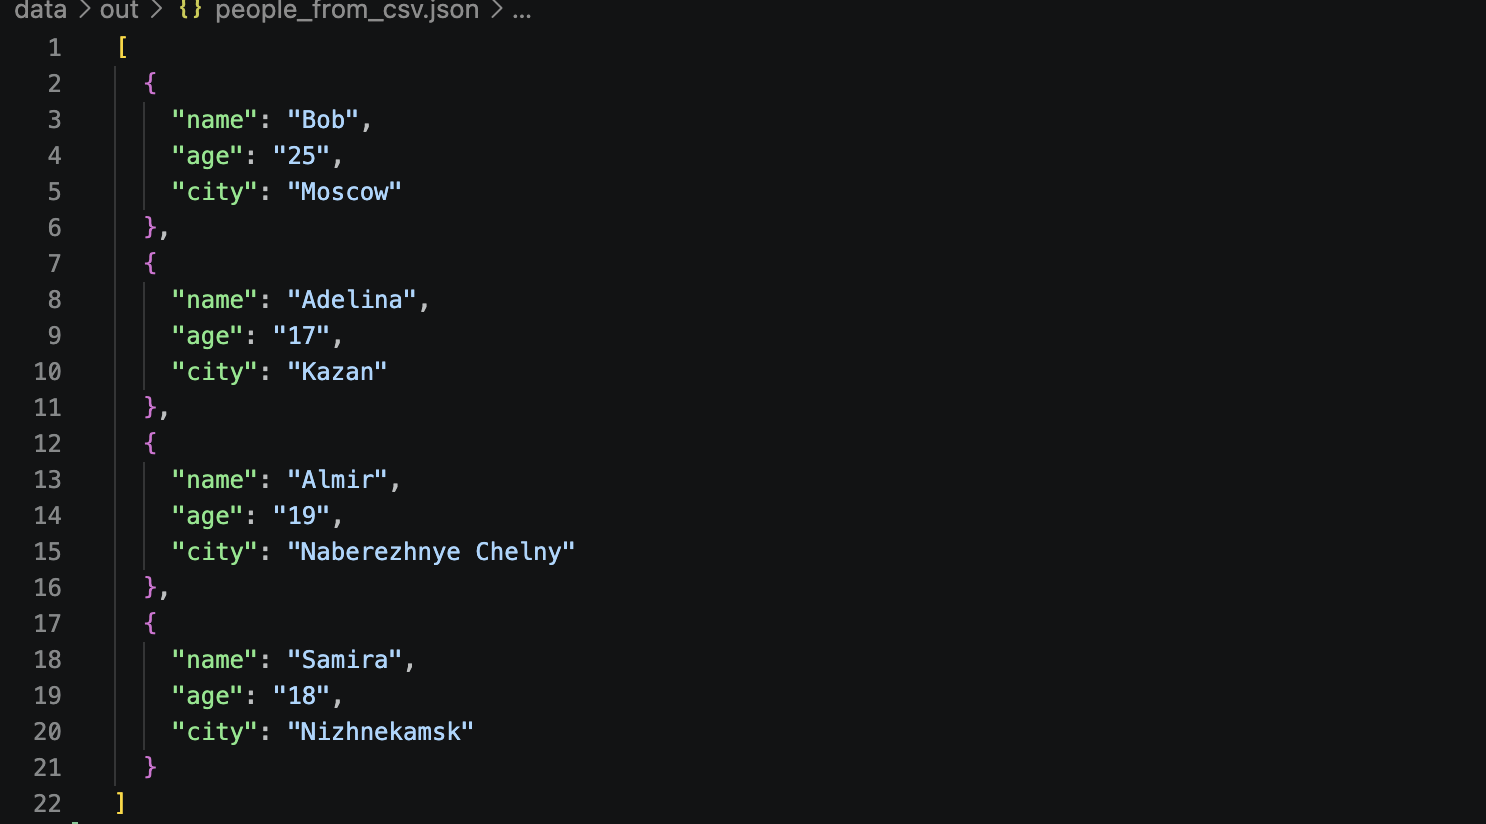 data > out > {} people_from_csv.json > ...
1 [
2 {
3 "name": "Bob",
4 "age": "25",
5 "city": "Moscow"
6 },
7 {
8 "name": "Adelina",
9 "age": "17",
10 "city": "Kazan"
11 },
12 {
13 "name": "Almir",
14 "age": "19",
15 "city": "Naberezhnye Chelny"
16 },
17 {
18 "name": "Samira",
19 "age": "18",
20 "city": "Nizhnekamsk"
21 }
22 ]